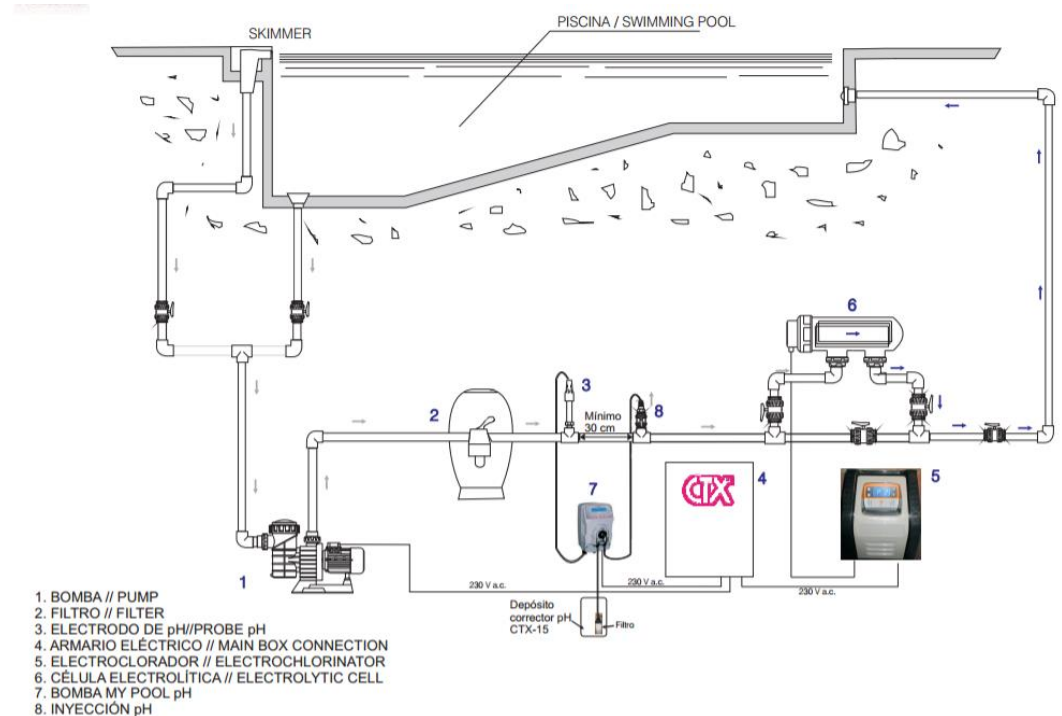 SKIMMER
PISCINA / SWIMMING POOL
6
3
8
2
Mínimo
30 cm
CTX
4
5
7
1
230 V a.c.
230 V a.c.
230 V a.c.
Depósito
corrector pH
CTX-15
Filtro
1. BOMBA // PUMP
2. FILTRO // FILTER
3. ELECTRODO DE pH//PROBE pH
4. ARMARIO ELÉCTRICO // MAIN BOX CONNECTION
5. ELECTROCLORADOR // ELECTROCHLORINATOR
6. CÉLULA ELECTROLÍTICA // ELECTROLYTIC CELL
7. BOMBA MY POOL pH
8. INYECCIÓN pH